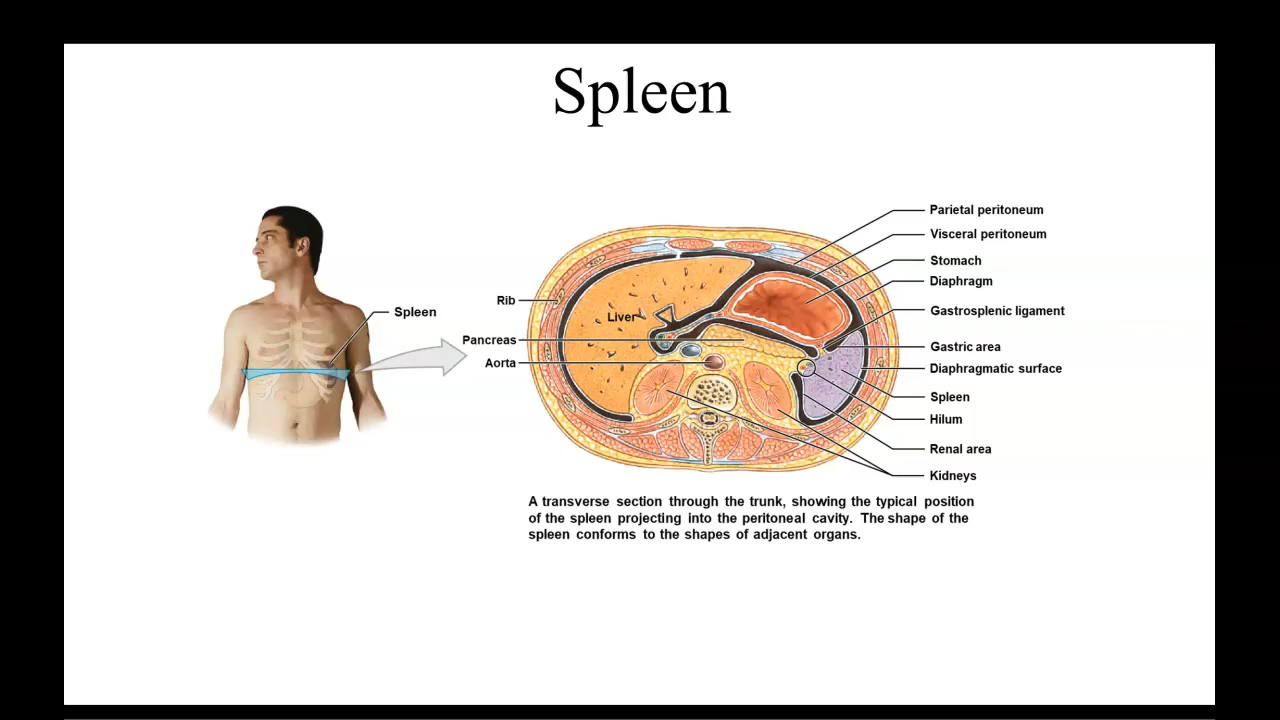 Spleen
Spleen
Rib
Liver
Pancreas
Aorta
Parietal peritoneum
Visceral peritoneum
Stomach
Diaphragm
Gastrosplenic ligament
Gastric area
Diaphragmatic surface
Spleen
Hilum
Renal area
Kidneys
A transverse section through the trunk, showing the typical position
of the spleen projecting into the peritoneal cavity. The shape of the
spleen conforms to the shapes of adjacent organs.